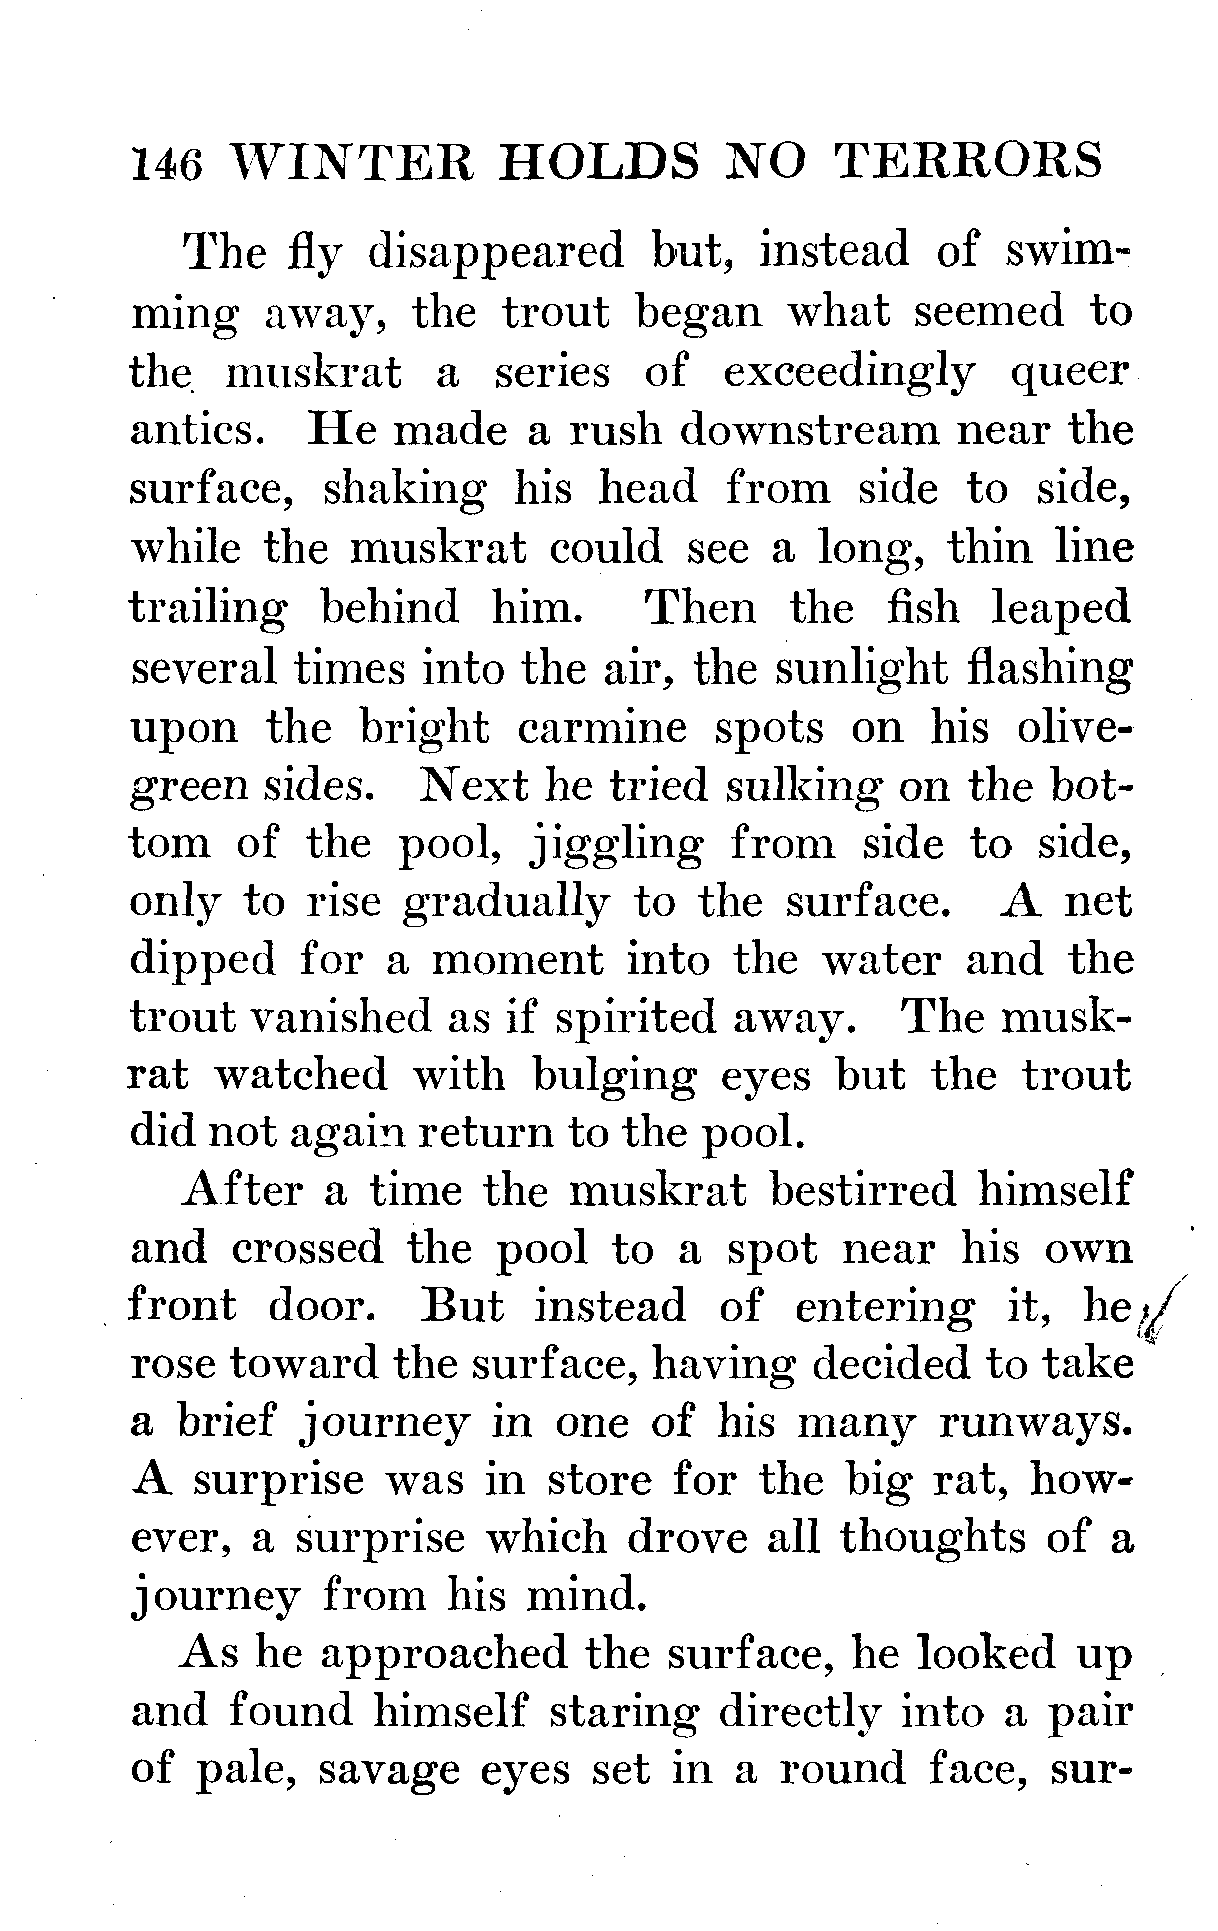 146 WINTER HOLDS NO TERRORS
The fly disappeared but, instead of swim-
ming away, the trout began what seemed to
the muskrat a series of exceedingly queer
antics. He made a rush downstream near the
surface, shaking his head from side to side,
while the muskrat could see a long, thin line
trailing behind him. Then the fish leaped
several times into the air, the sunlight flashing
upon the bright carmine spots on his olive-
green sides. Next he tried sulking on the bot-
tom of the pool, jiggling from side to side,
only to rise gradually to the surface. A net
dipped for a moment into the water and the
trout vanished as if spirited away. The musk-
rat watched with bulging eyes but the trout
did not again return to the pool.
After a time the muskrat bestirred himself
and crossed the pool to a spot near his own
front door. But instead of entering it, he
rose toward the surface, having decided to take
a brief journey in one of his many runways.
A surprise was in store for the big rat, how-
ever, a surprise which drove all thoughts of a
journey from his mind.
As he approached the surface, he looked up
and found himself staring directly into a pair
of pale, savage eyes set in a round face, sur-